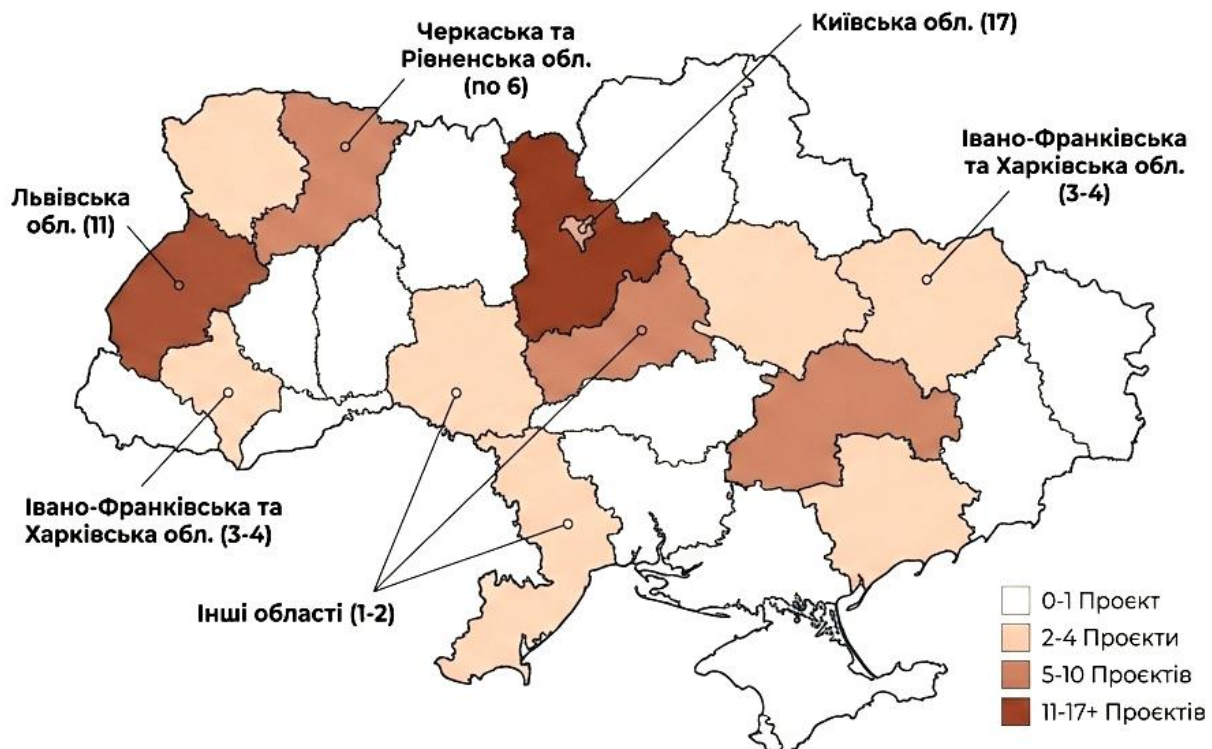 Черкаська та
Рівненська обл.
(по 6)
Київська обл. (17)
Івано-Франківська
та Харківська обл.
(3-4)
Львівська
обл. (11)
Івано-Франківська та
Харківська обл. (3-4)
Інші області (1-2)
0-1 Проєкт
2-4 Проєкти
5-10 Проєктів
11-17+ Проєктів